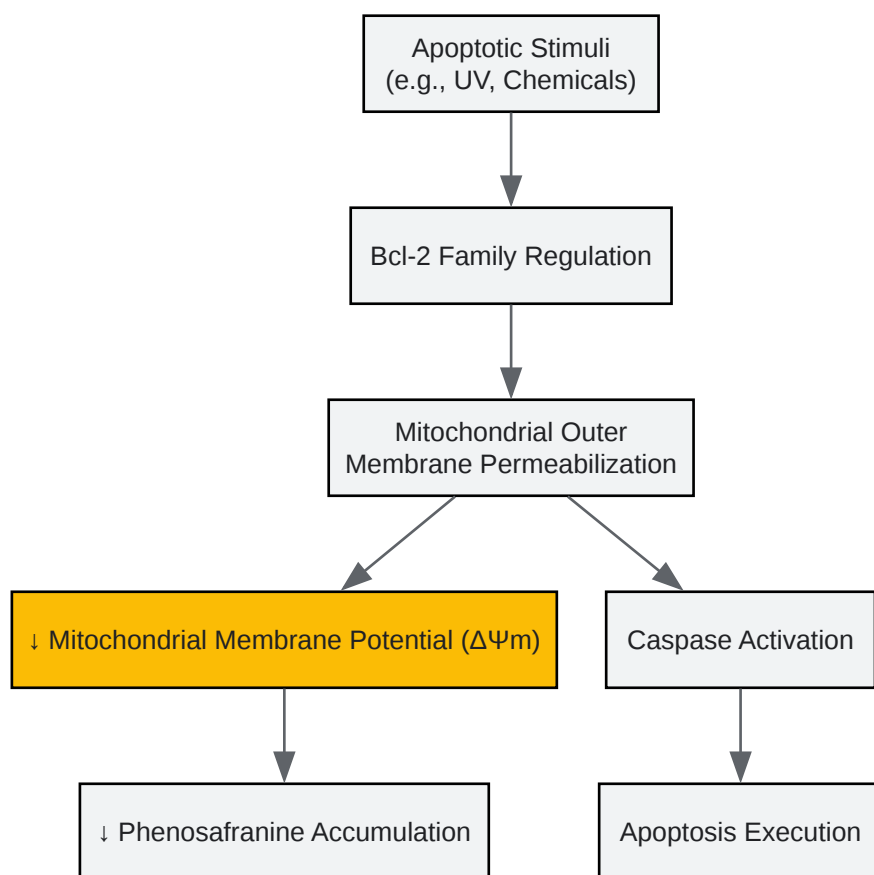 Apoptotic Stimuli
(e.g., UV, Chemicals)
Bcl-2 Family Regulation
Mitochondrial Outer
Membrane Permeabilization
↓ Mitochondrial Membrane Potential (ΔΨm)
Caspase Activation
↓ Phenosafranine Accumulation
Apoptosis Execution